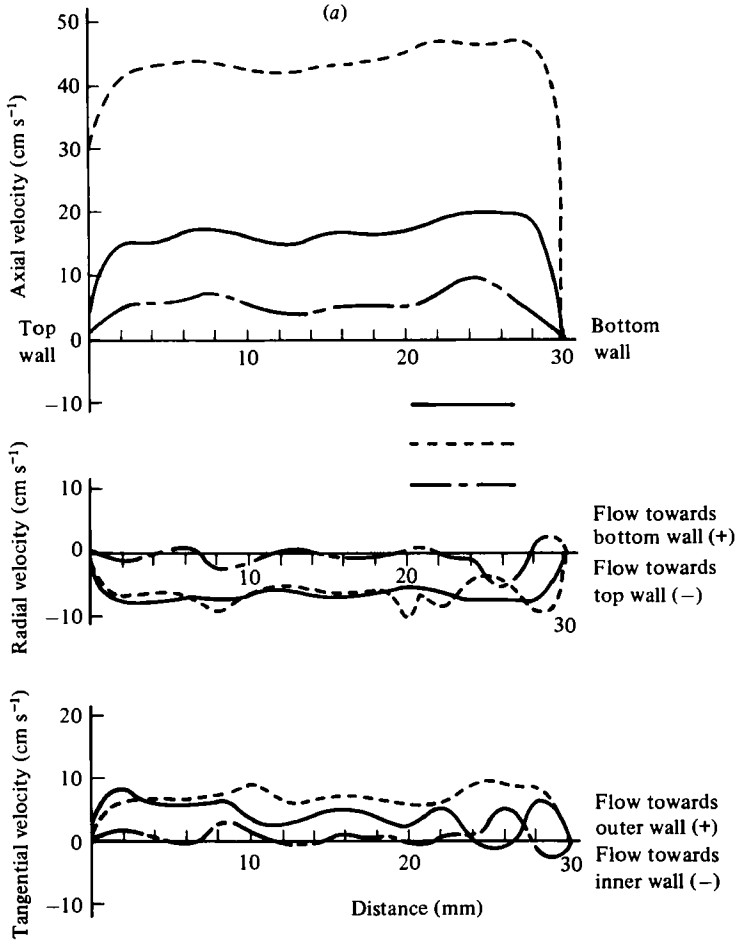 (a)
Axial velocity (cm s⁻¹)
50
40
30
20
10
0
−10
Top
wall
10
20
30
Bottom
wall
Radial velocity (cm s⁻¹)
10
0
−10
10
20
30
Flow towards
bottom wall (+)
Flow towards
top wall (−)
Tangential velocity (cm s⁻¹)
20
10
0
−10
10
20
30
Flow towards
outer wall (+)
Flow towards
inner wall (−)
Distance (mm)